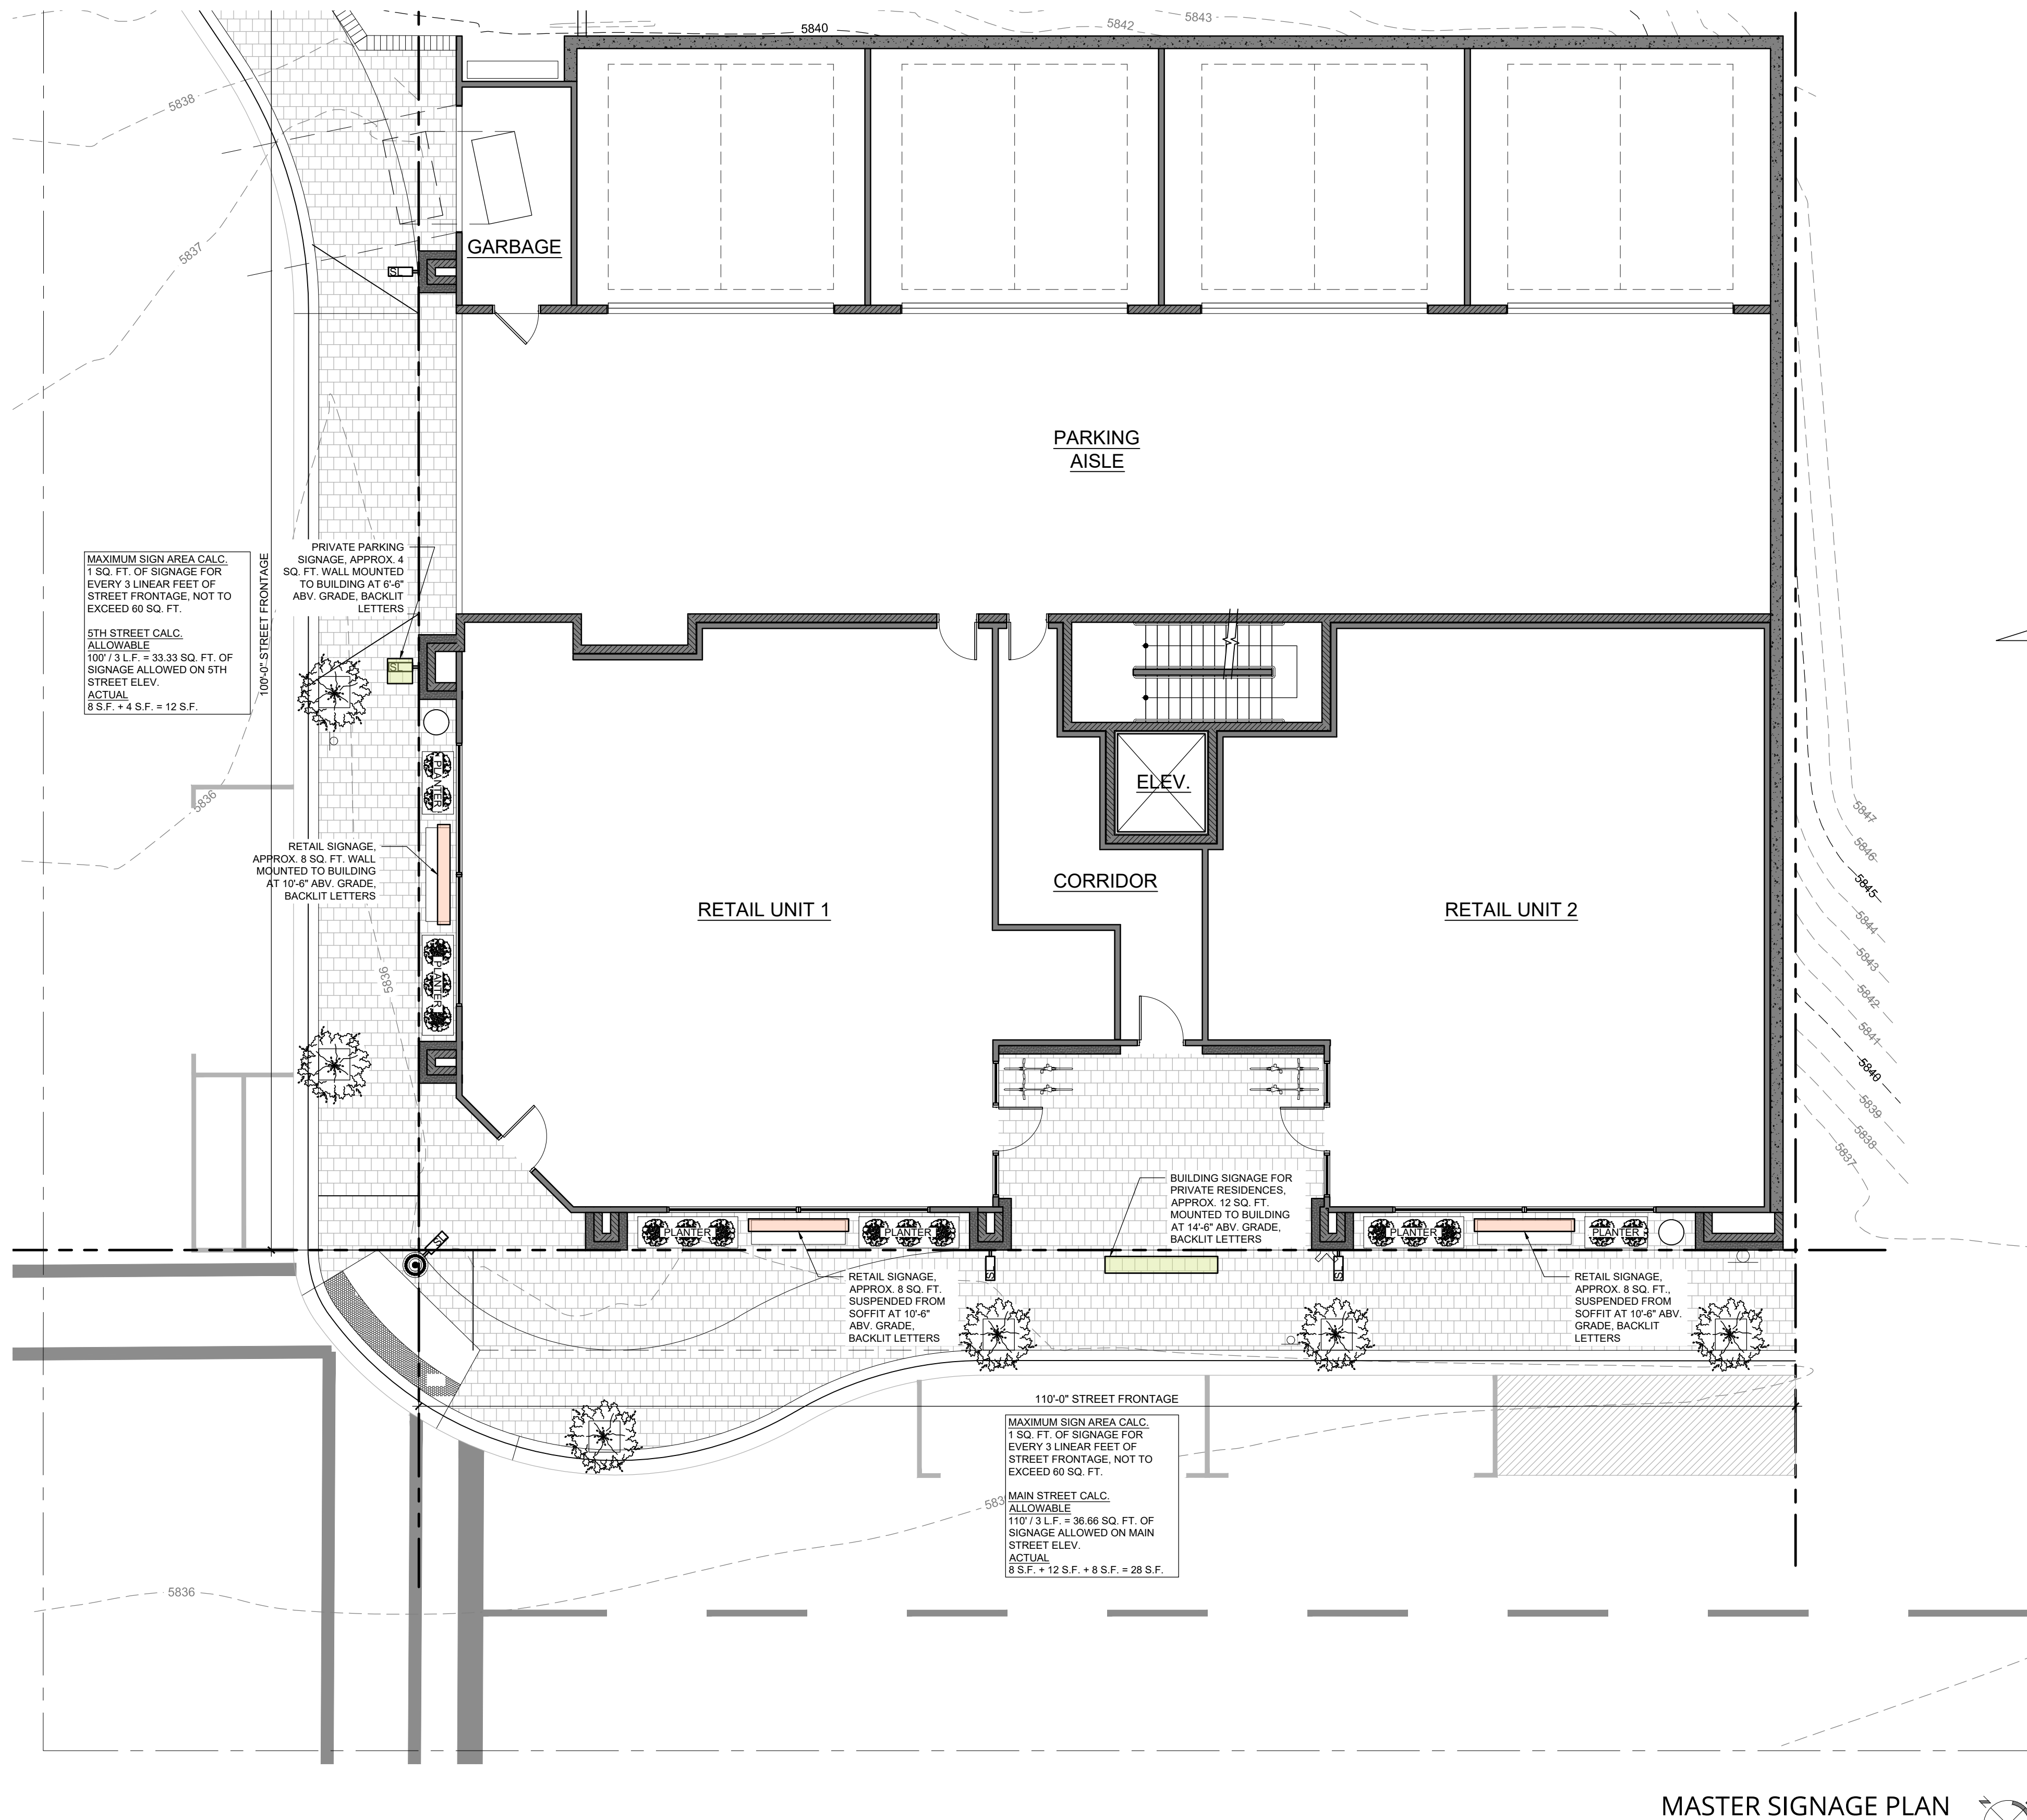 5840
5842
5843
5838
5837
GARBAGE
SL
PARKING
AISLE
MAXIMUM SIGN AREA CALC.
1 SQ. FT. OF SIGNAGE FOR
EVERY 3 LINEAR FEET OF
STREET FRONTAGE, NOT TO
EXCEED 60 SQ. FT.
5TH STREET CALC.
ALLOWABLE
100' / 3 L.F. = 33.33 SQ. FT. OF
SIGNAGE ALLOWED ON 5TH
STREET ELEV.
ACTUAL
8 S.F. + 4 S.F. = 12 S.F.
100'-0" STREET FRONTAGE
PRIVATE PARKING
SIGNAGE, APPROX. 4
SQ. FT. WALL MOUNTED
TO BUILDING AT 6'-6"
ABV. GRADE, BACKLIT
LETTERS
SL
PLANTER
ELEV.
5836
RETAIL SIGNAGE,
APPROX. 8 SQ. FT. WALL
MOUNTED TO BUILDING
AT 10'-6" ABV. GRADE,
BACKLIT LETTERS
CORRIDOR
RETAIL UNIT 1
RETAIL UNIT 2
5847
5846
5845
5844
5843
5842
5841
5840
5839
5838
5837
5836
PLANTER
BUILDING SIGNAGE FOR
PRIVATE RESIDENCES,
APPROX. 12 SQ. FT.
MOUNTED TO BUILDING
AT 14'-6" ABV. GRADE,
BACKLIT LETTERS
PLANTER
PLANTER
PLANTER
PLANTER
SL
SL
SL
RETAIL SIGNAGE,
APPROX. 8 SQ. FT.
SUSPENDED FROM
SOFFIT AT 10'-6"
ABV. GRADE,
BACKLIT LETTERS
RETAIL SIGNAGE,
APPROX. 8 SQ. FT.,
SUSPENDED FROM
SOFFIT AT 10'-6" ABV.
GRADE, BACKLIT
LETTERS
110'-0" STREET FRONTAGE
MAXIMUM SIGN AREA CALC.
1 SQ. FT. OF SIGNAGE FOR
EVERY 3 LINEAR FEET OF
STREET FRONTAGE, NOT TO
EXCEED 60 SQ. FT.
MAIN STREET CALC.
ALLOWABLE
110' / 3 L.F. = 36.66 SQ. FT. OF
SIGNAGE ALLOWED ON MAIN
STREET ELEV.
ACTUAL
8 S.F. + 12 S.F. + 8 S.F. = 28 S.F.
5836
MASTER SIGNAGE PLAN